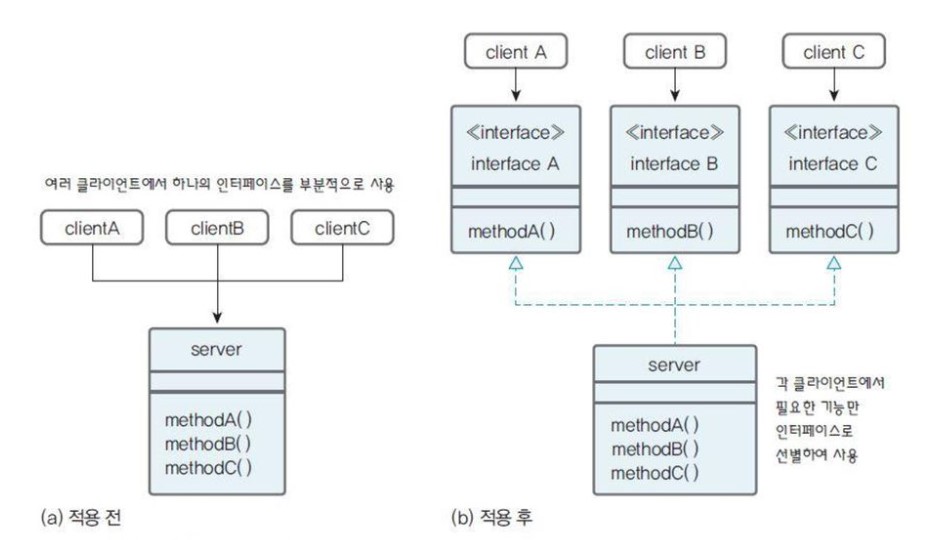 여러 클라이언트에서 하나의 인터페이스를 부분적으로 사용
clientA
clientB
clientC
server
methodA( )
methodB( )
methodC( )
(a) 적용 전
client A
client B
client C
≪interface≫
interface A
methodA( )
≪interface≫
interface B
methodB( )
≪interface≫
interface C
methodC( )
server
methodA( )
methodB( )
methodC( )
각 클라이언트에서
필요한 기능만
인터페이스로
선별하여 사용
(b) 적용 후